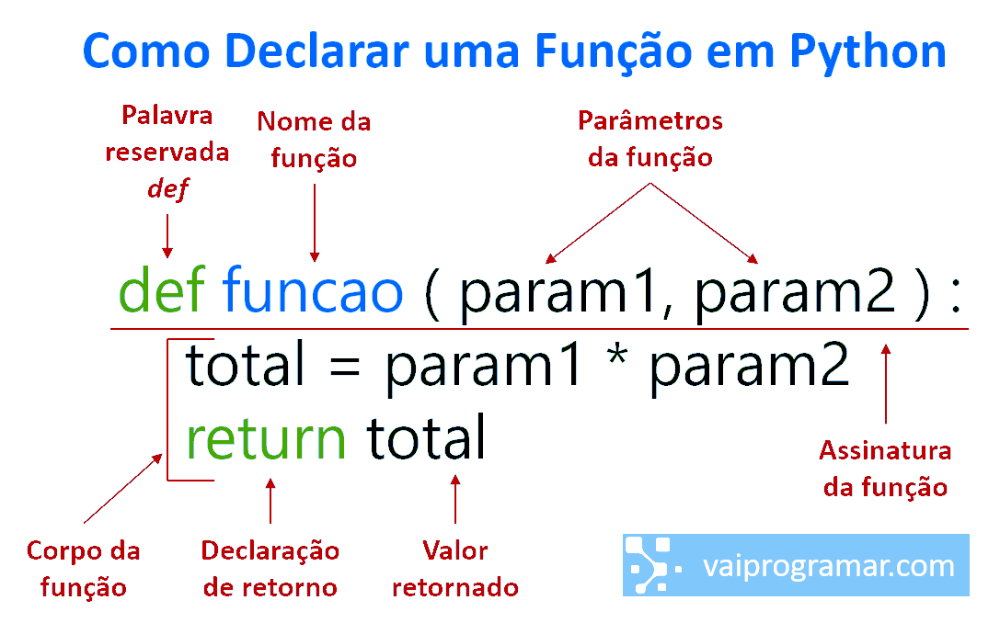 Como Declarar uma Função em Python
Palavra
reservada
def
Nome da
função
Parâmetros
da função
def funcao ( param1, param2 ) :
total = param1 * param2
return total
Assinatura
da função
Corpo da
função
Declaração
de retorno
Valor
retornado
vaiprogramar.com